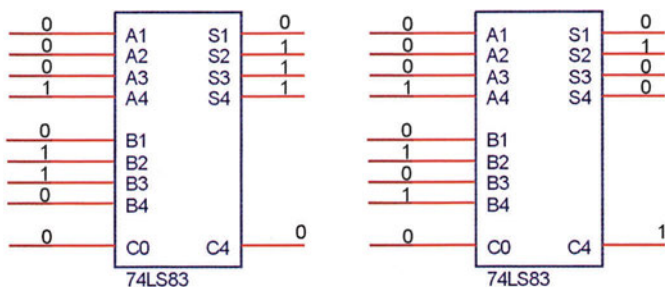 0 A1 S1 0
0 A2 S2 1
0 A3 S3 1
1 A4 S4 1
0 B1
1 B2
1 B3
0 B4
0 C0 C4 0
74LS83
0 A1 S1 0
0 A2 S2 1
0 A3 S3 0
1 A4 S4 0
0 B1
1 B2
0 B3
1 B4
0 C0 C4 1
74LS83